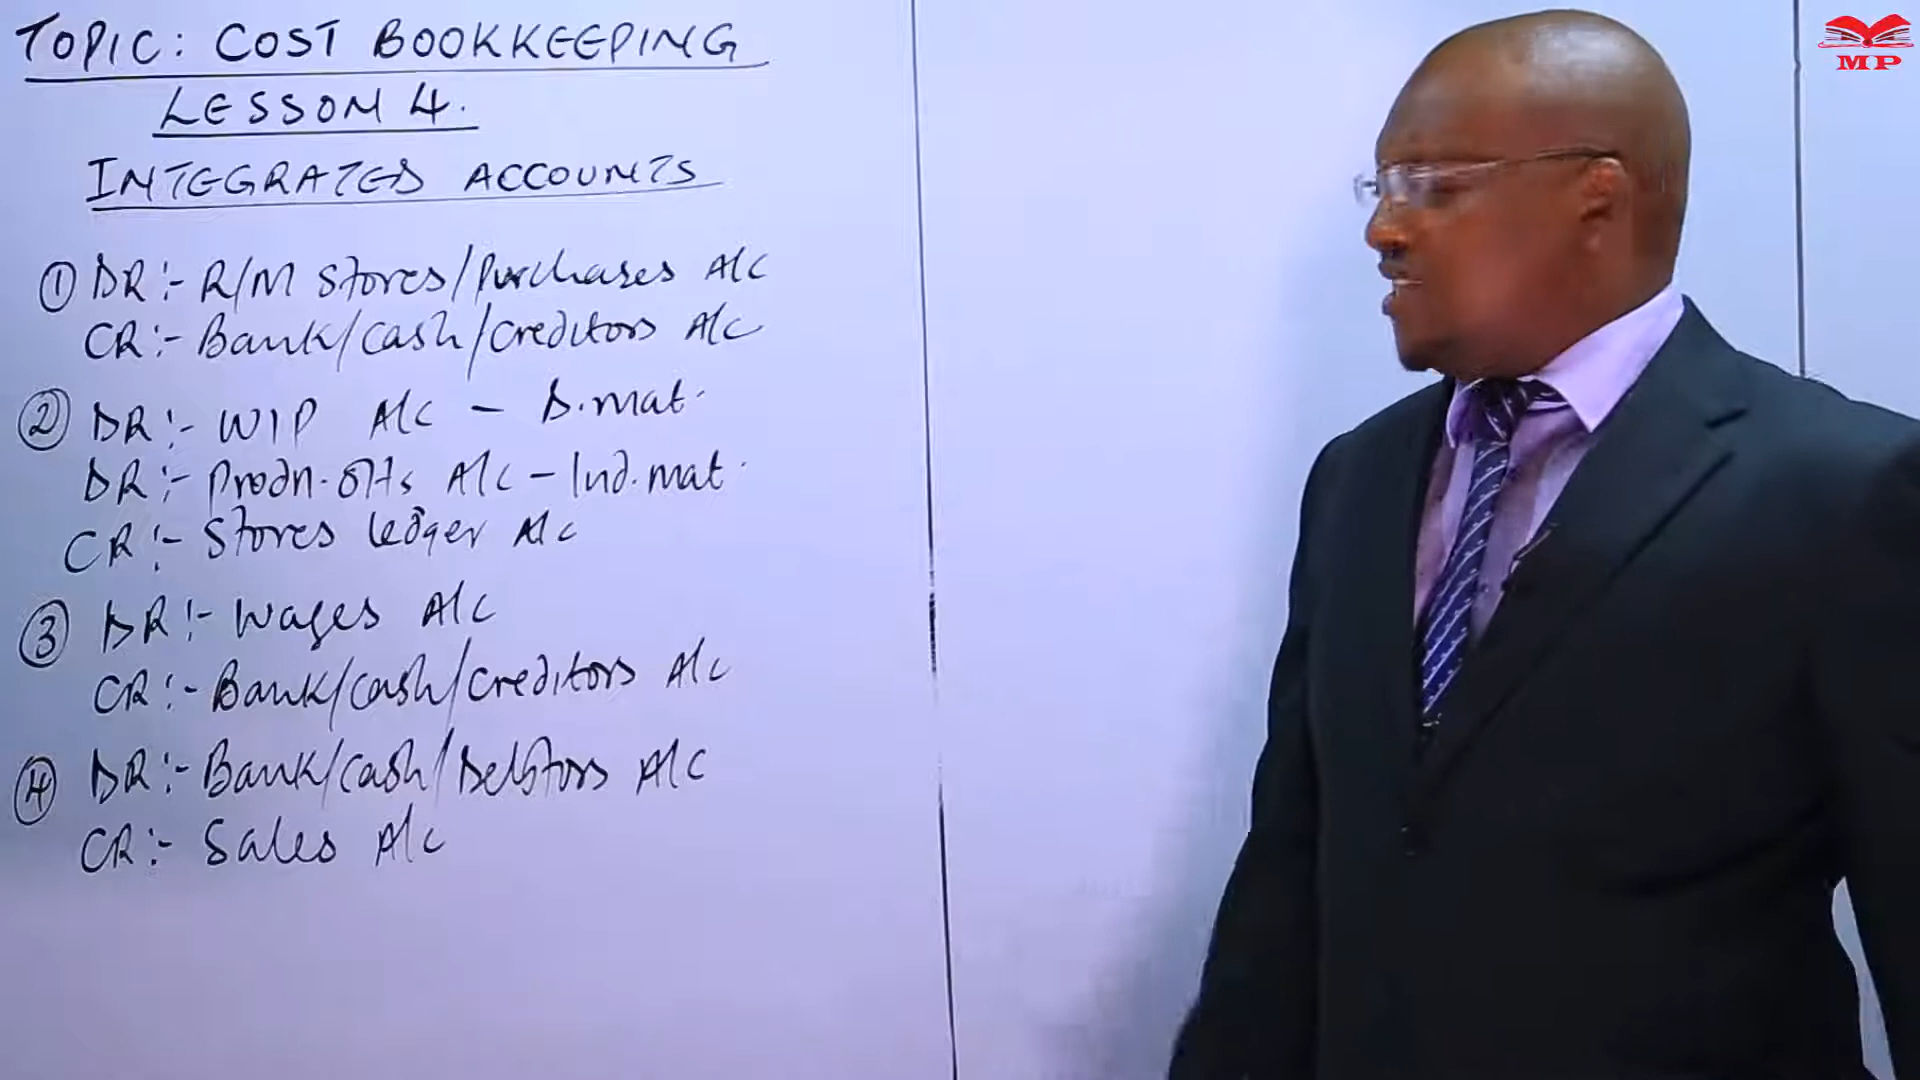 TOPIC: COST BOOKKEEPING
LESSON 4.
INTEGRATED ACCOUNTS
① DR:- R/M Stores/purchases A/C
CR:- Bank/cash/creditors A/C
② DR:- WIP A/C - D.mat.
DR:- prodn. o/Hs A/C - Ind.mat.
CR:- Stores ledger A/C
③ DR:- Wages A/C
CR:- Bank/cash/creditors A/C
④ DR:- Bank/cash/Debtors A/C
CR:- Sales A/C
MP